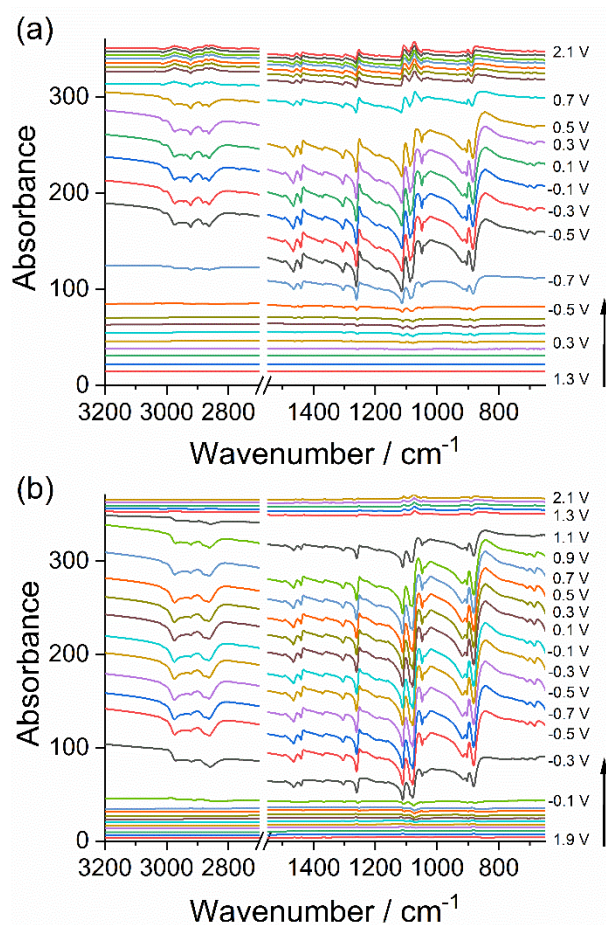 (a)
Absorbance
300
200
100
0
2.1 V
0.7 V
0.5 V
0.3 V
0.1 V
-0.1 V
-0.3 V
-0.5 V
-0.7 V
-0.5 V
0.3 V
1.3 V
3200 3000 2800 1400 1200 1000 800
Wavenumber / cm⁻¹
(b)
Absorbance
300
200
100
0
2.1 V
1.3 V
1.1 V
0.9 V
0.7 V
0.5 V
0.3 V
0.1 V
-0.1 V
-0.3 V
-0.5 V
-0.7 V
-0.5 V
-0.3 V
-0.1 V
1.9 V
3200 3000 2800 1400 1200 1000 800
Wavenumber / cm⁻¹